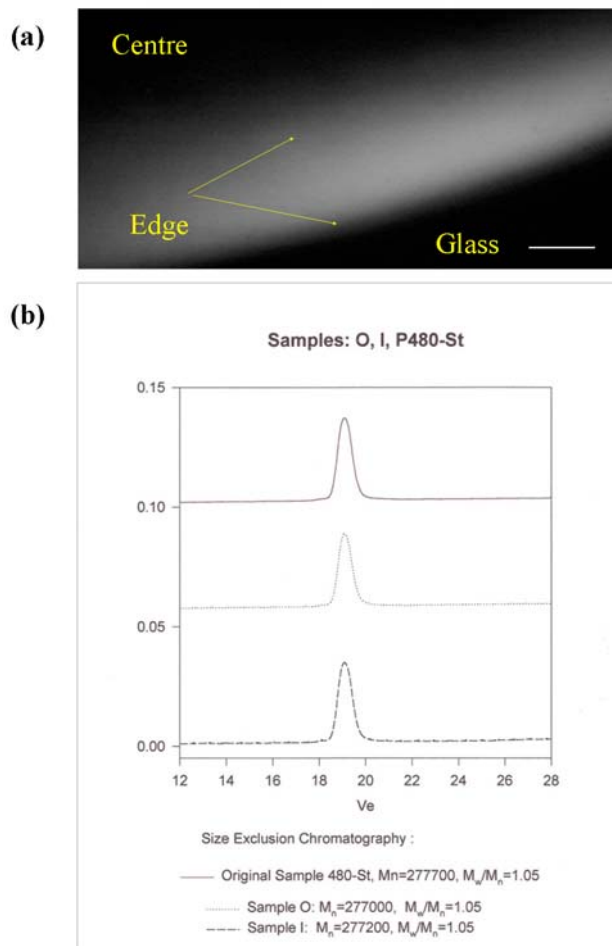 (a)
Centre
Edge
Glass
(b)
Samples: O, I, P480-St
0.15
0.10
0.05
0.00
12 14 16 18 20 22 24 26 28
Ve
Size Exclusion Chromatography :
Original Sample 480-St, Mn=277700, Mw/Mn=1.05
Sample O: Mn=277000, Mw/Mn=1.05
Sample I: Mn=277200, Mw/Mn=1.05